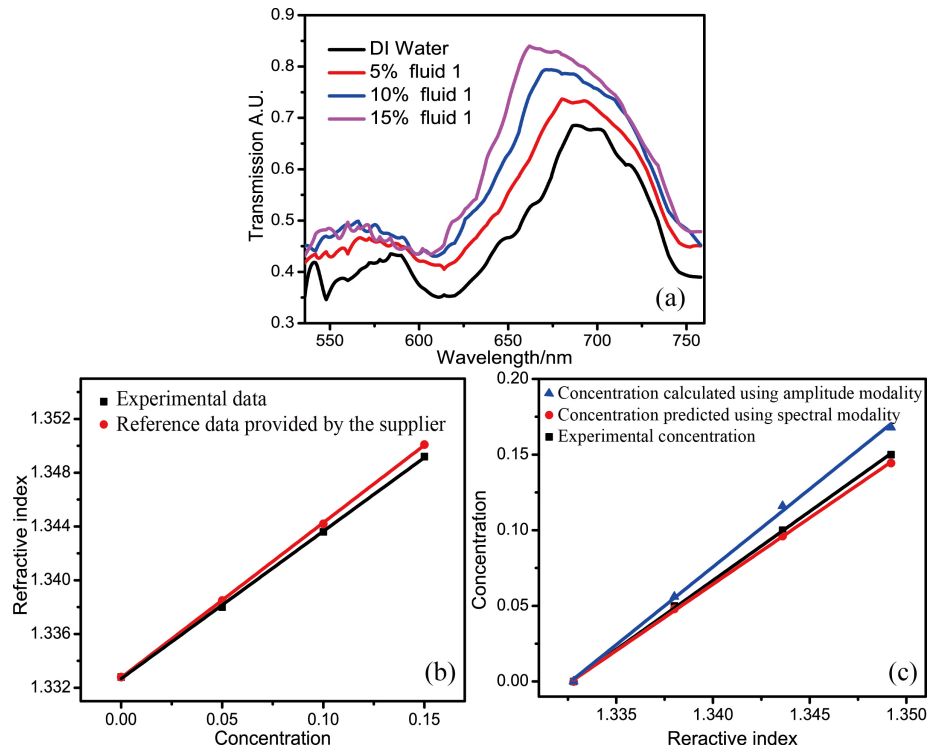 0.9
0.8
0.7
0.6
0.5
0.4
0.3
Transmission A.U.
DI Water
5% fluid 1
10% fluid 1
15% fluid 1
(a)
550 600 650 700 750
Wavelength/nm
1.352
1.348
1.344
1.340
1.336
1.332
Refractive index
Experimental data
Reference data provided by the supplier
(b)
0.00 0.05 0.10 0.15
Concentration
0.20
0.15
0.10
0.05
0.00
Concentration
Concentration calculated using amplitude modality
Concentration predicted using spectral modality
Experimental concentration
(c)
1.335 1.340 1.345 1.350
Reractive index